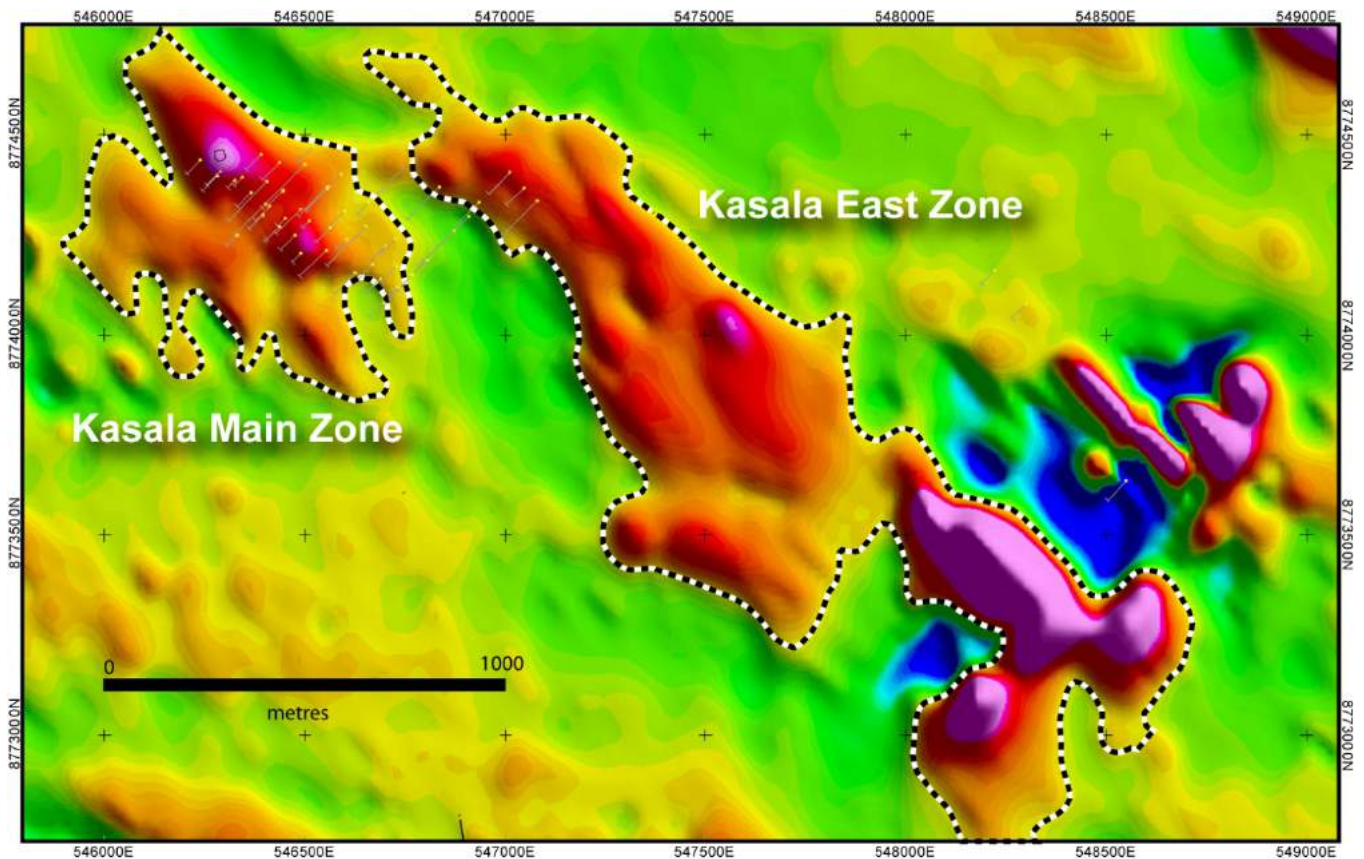 546000E 546500E 547000E 547500E 548000E 548500E 549000E
8774500N 8774500N
Kasala East Zone
8774000N 8774000N
Kasala Main Zone
8773500N 8773500N
0 1000
metres
8773000N 8773000N
546000E 546500E 547000E 547500E 548000E 548500E 549000E